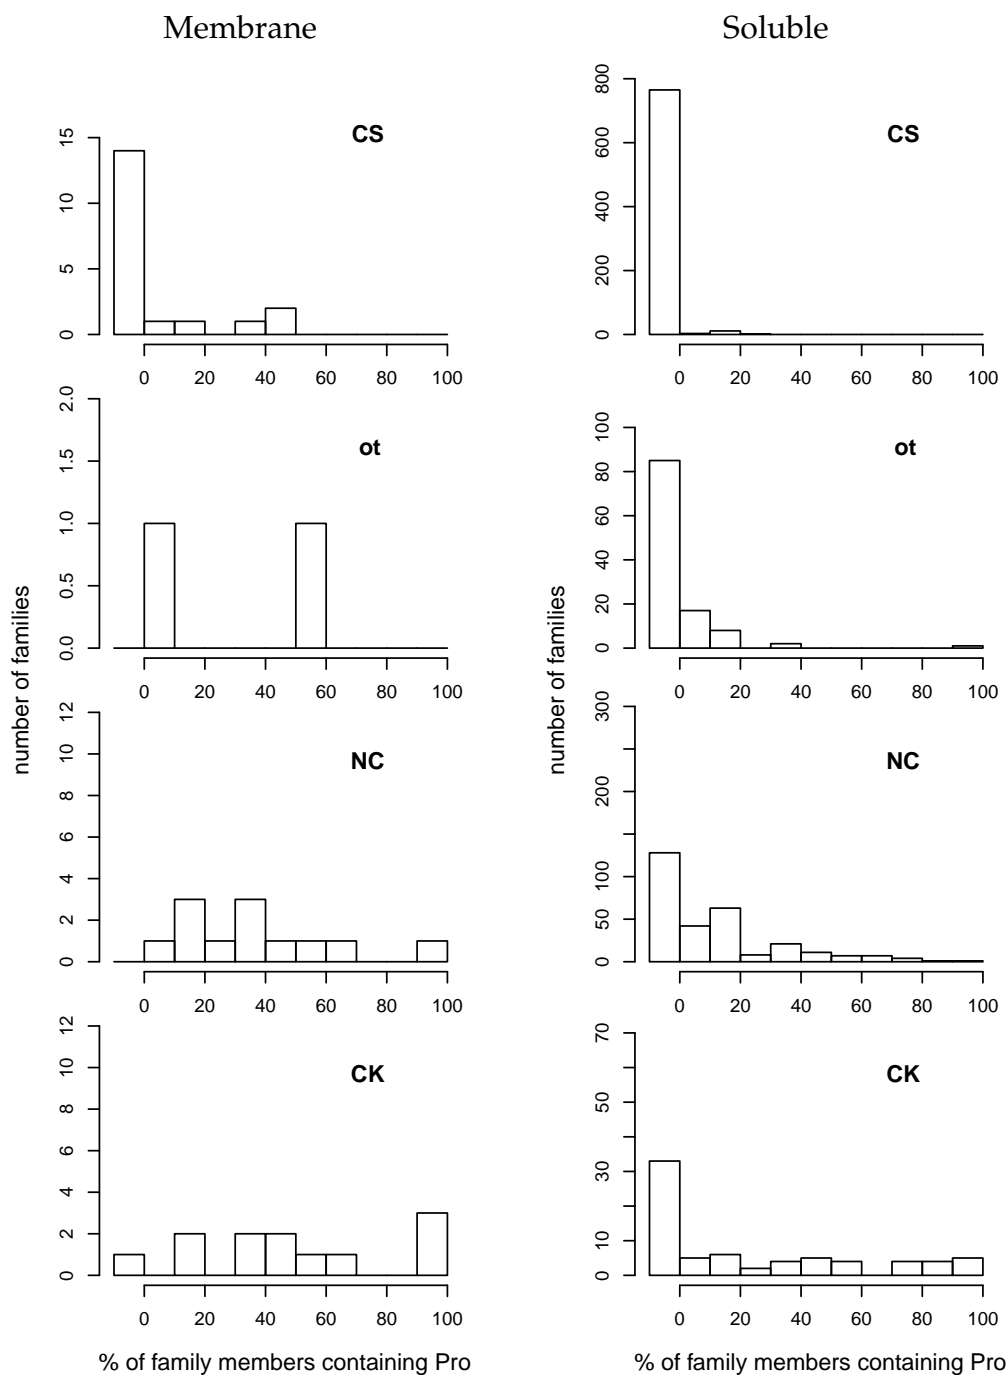 Membrane
Soluble
CS
0 5 10 15
0 20 40 60 80 100
CS
0 200 400 600 800
0 20 40 60 80 100
ot
0.0 0.5 1.0 1.5 2.0
0 20 40 60 80 100
ot
0 20 40 60 80 100
0 20 40 60 80 100
number of families
number of families
NC
0 2 4 6 8 10 12
0 20 40 60 80 100
NC
0 50 100 200 300
0 20 40 60 80 100
CK
0 2 4 6 8 10 12
0 20 40 60 80 100
CK
0 10 30 50 70
0 20 40 60 80 100
% of family members containing Pro
% of family members containing Pro